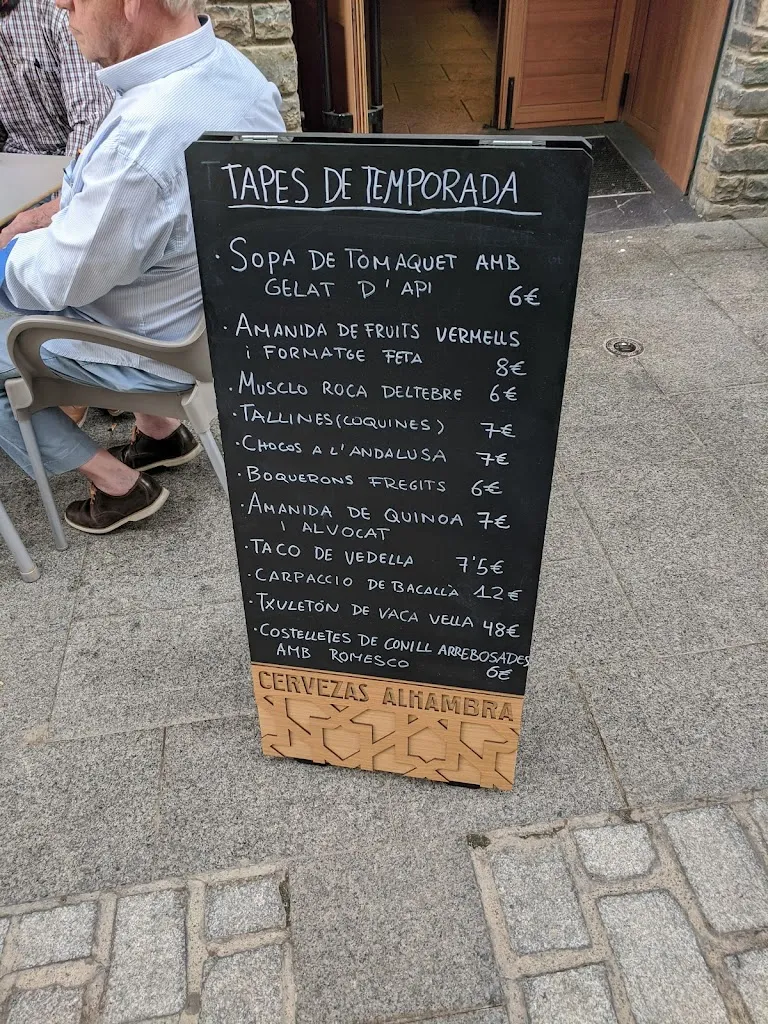 TAPES DE TEMPORADA
· SOPA DE TOMAQUET AMB
GELAT D'API 6€
· AMANIDA DE FRUITS VERMELLS
I FORMATGE FETA 8€
· MUSCLO ROCA DELTEBRE 6€
· TALLINES (COQUINES) 7€
· CHOCOS A L'ANDALUSA 7€
· BOQUERONS FREGITS 6€
· AMANIDA DE QUINOA 7€
I ALVOCAT
· TACO DE VEDELLA 7'5€
· CARPACCIO DE BACALLÀ 12€
· TXULETÓN DE VACA VELLA 48€
· COSTELLETES DE CONILL ARREBOSADES
AMB ROMESCO 6€
CERVEZAS ALHAMBRA